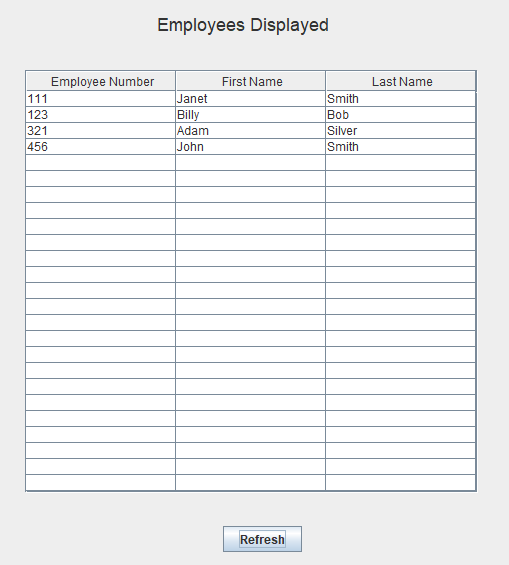 Employees Displayed
Employee Number First Name Last Name
111 Janet Smith
123 Billy Bob
321 Adam Silver
456 John Smith
Refresh